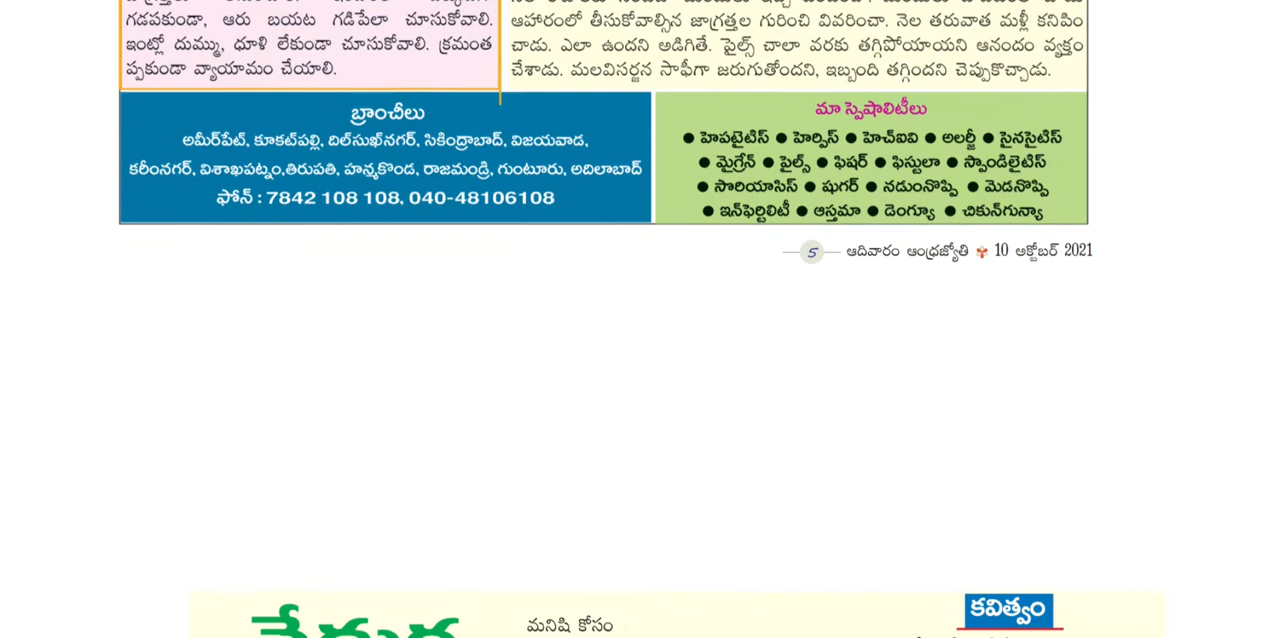 గడపకుండా, ఆరు బయట గడిపేలా చూసుకోవాలి.
ఇంట్లో దుమ్ము, ధూళి లేకుండా చూసుకోవాలి. క్రమంత
ప్పకుండా వ్యాయామం చేయాలి.
ఆహారంలో తీసుకోవాల్సిన జాగ్రత్తల గురించి వివరించా. నెల తరువాత మళ్లీ కనిపిం
చాడు. ఎలా ఉందని అడిగితే. పైల్స్ చాలా వరకు తగ్గిపోయాయని ఆనందం వ్యక్తం
చేశాడు. మలవిసర్జన సాఫీగా జరుగుతోందని, ఇబ్బంది తగ్గిందని చెప్పుకొచ్చాడు.
బ్రాంచీలు
అమీర్‌పేట్, కూకట్‌పల్లి, దిల్‌సుఖ్‌నగర్, సికింద్రాబాద్, విజయవాడ,
కరీంనగర్, విశాఖపట్నం,తిరుపతి, హన్మకొండ, రాజమండ్రి, గుంటూరు, అదిలాబాద్
ఫోన్ : 7842 108 108, 040-48106108
మా స్పెషాలిటీలు
● హెపటైటిస్ ● హెర్పిస్ ● హెచ్ఐవి ● అలర్జీ ● సైనసైటిస్
● మైగ్రేన్ ● పైల్స్ ● ఫిషర్ ● ఫిస్టులా ● స్పాండిలైటిస్
● సొరియాసిస్ ● షుగర్ ● నడుంనొప్పి ● మెడనొప్పి
● ఇన్‌ఫెర్టిలిటీ ● ఆస్తమా ● డెంగ్యూ ● చికున్‌గున్యా
5 ఆదివారం ఆంధ్రజ్యోతి 10 అక్టోబర్ 2021
కవిత్వం
మనిషి కోసం